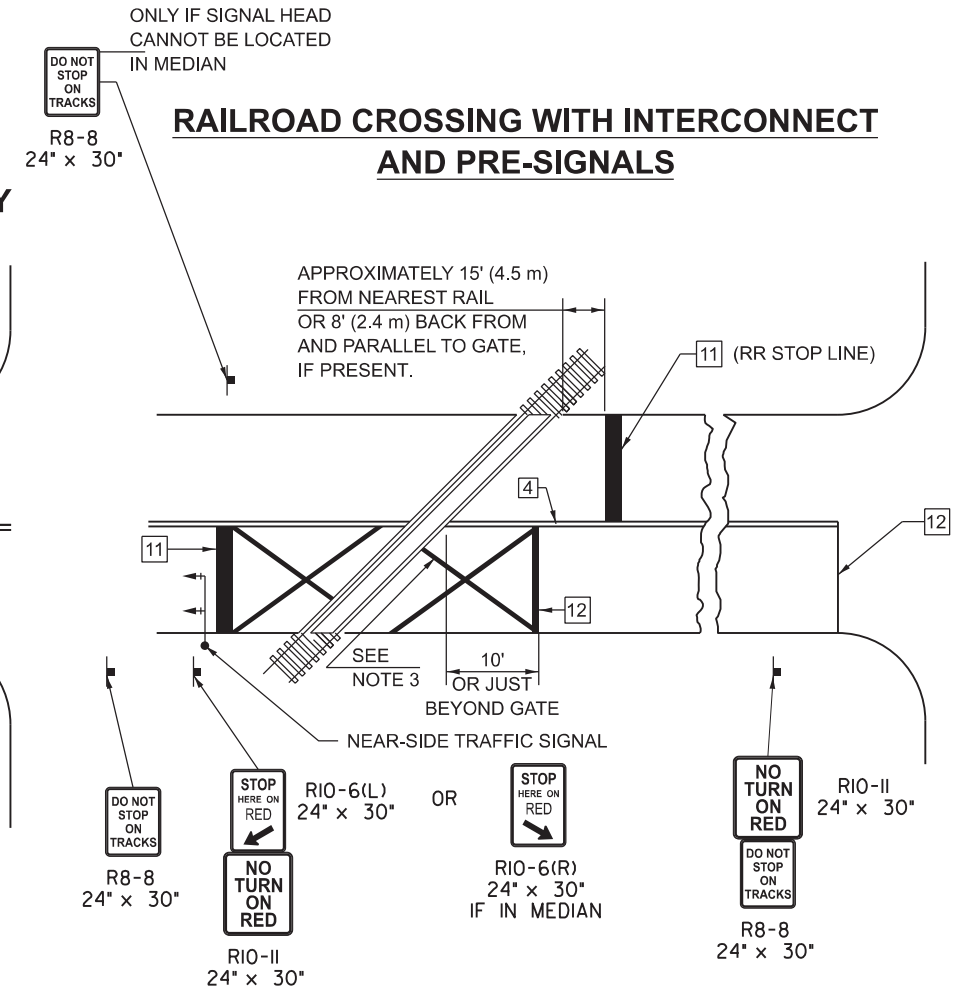 ONLY IF SIGNAL HEAD
CANNOT BE LOCATED
IN MEDIAN
DO NOT
STOP
ON
TRACKS
R8-8
24" x 30"
RAILROAD CROSSING WITH INTERCONNECT
AND PRE-SIGNALS
Y
APPROXIMATELY 15' (4.5 m)
FROM NEAREST RAIL
OR 8' (2.4 m) BACK FROM
AND PARALLEL TO GATE,
IF PRESENT.
11 (RR STOP LINE)
4
12
11
12
SEE
NOTE 3
10'
OR JUST
BEYOND GATE
NEAR-SIDE TRAFFIC SIGNAL
DO NOT
STOP
ON
TRACKS
R8-8
24" x 30"
STOP
HERE ON
RED
R10-6(L)
24" x 30"
NO
TURN
ON
RED
R10-11
24" x 30"
OR
STOP
HERE ON
RED
R10-6(R)
24" x 30"
IF IN MEDIAN
NO
TURN
ON
RED
R10-11
24" x 30"
DO NOT
STOP
ON
TRACKS
R8-8
24" x 30"